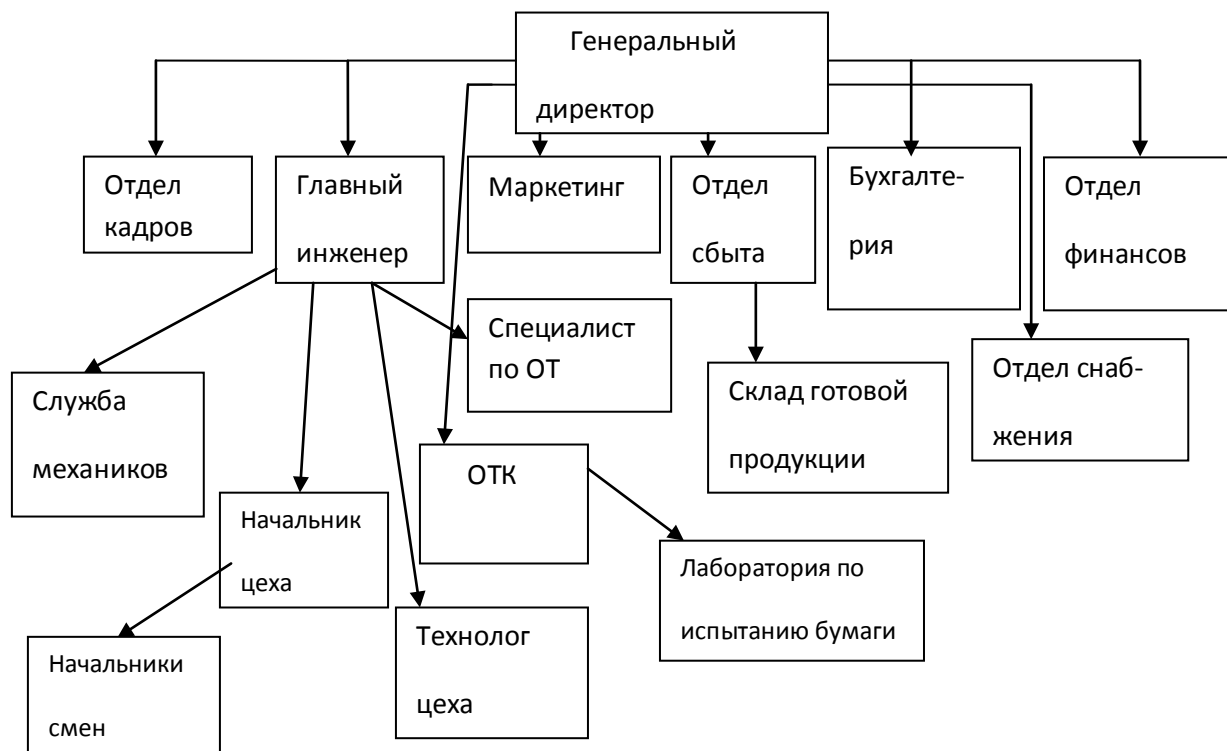 Генеральный
директор
Отдел
кадров
Главный
инженер
Маркетинг
Отдел
сбыта
Бухгалте-
рия
Отдел
финансов
Специалист
по ОТ
Служба
механиков
Склад готовой
продукции
Отдел снаб-
жения
ОТК
Начальник
цеха
Лаборатория по
испытанию бумаги
Технолог
цеха
Начальники
смен